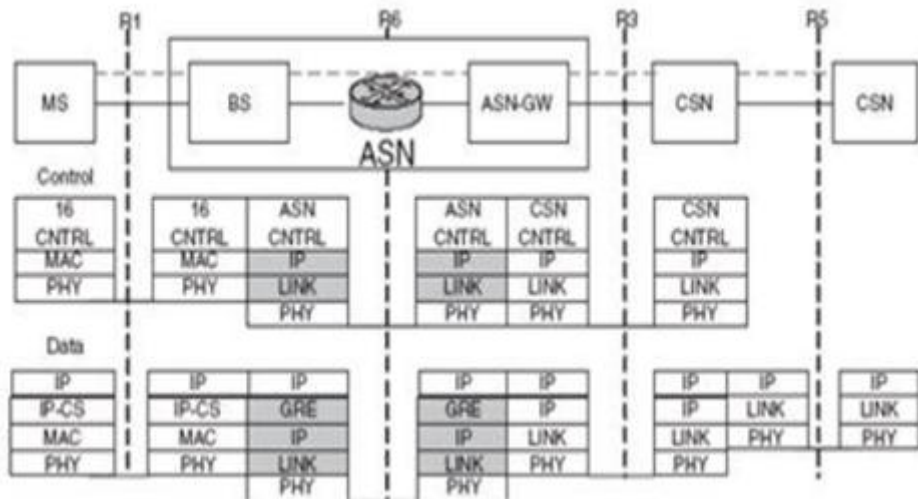 R1 R6 R3 R5
MS BS ASN-GW CSN CSN
ASN
Control
16 16 ASN ASN CSN CSN
CNTRL CNTRL CNTRL CNTRL CNTRL CNTRL
MAC MAC IP IP IP IP
PHY PHY LINK LINK LINK LINK
PHY PHY PHY PHY
Data
IP IP IP IP IP IP IP IP
IP-CS IP-CS GRE GRE IP IP LINK LINK
MAC MAC IP IP LINK LINK PHY PHY
PHY PHY LINK LINK PHY PHY
PHY PHY